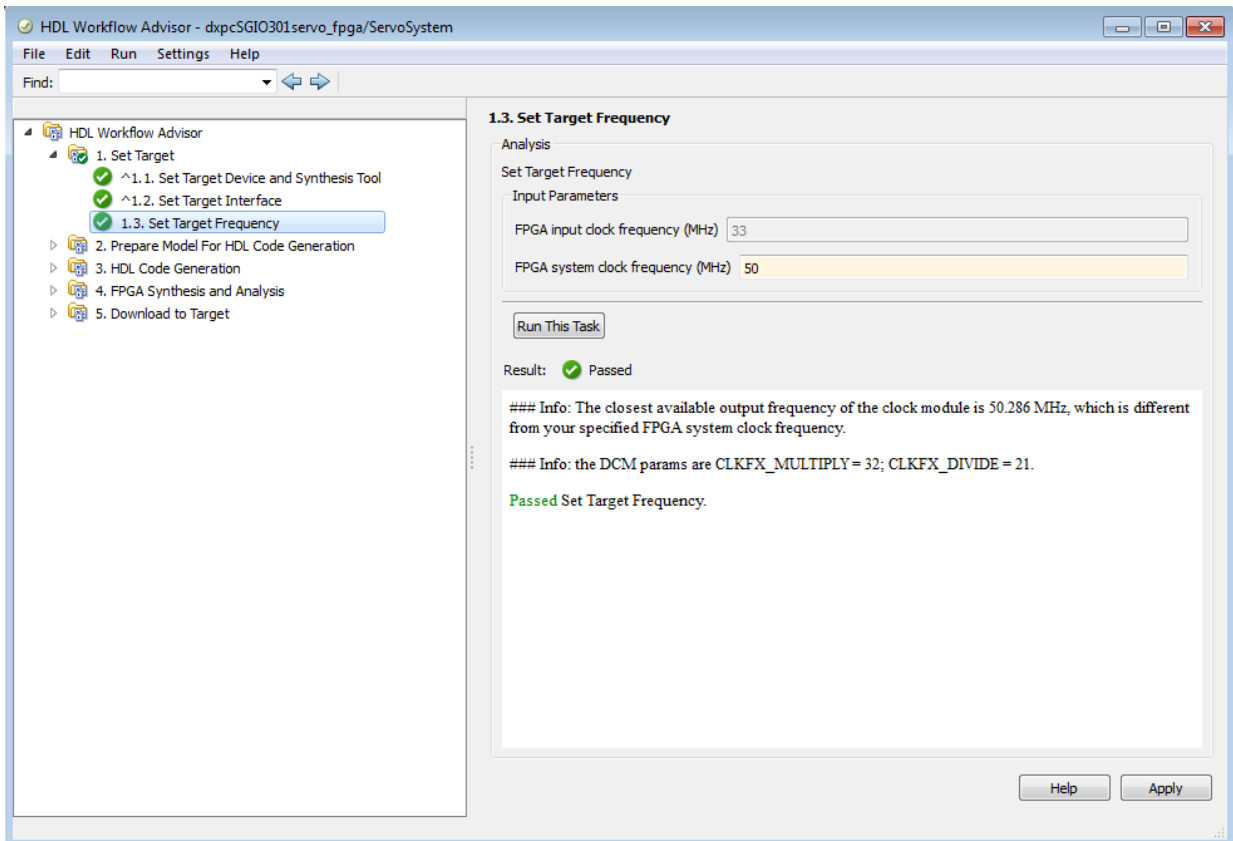 HDL Workflow Advisor - dxpcSGIO301servo_fpga/ServoSystem
File Edit Run Settings Help
Find:
HDL Workflow Advisor
1. Set Target
^1.1. Set Target Device and Synthesis Tool
^1.2. Set Target Interface
1.3. Set Target Frequency
2. Prepare Model For HDL Code Generation
3. HDL Code Generation
4. FPGA Synthesis and Analysis
5. Download to Target
1.3. Set Target Frequency
Analysis
Set Target Frequency
Input Parameters
FPGA input clock frequency (MHz) 33
FPGA system clock frequency (MHz) 50
Run This Task
Result: Passed
### Info: The closest available output frequency of the clock module is 50.286 MHz, which is different
from your specified FPGA system clock frequency.
### Info: the DCM params are CLKFX_MULTIPLY = 32; CLKFX_DIVIDE = 21.
Passed Set Target Frequency.
Help Apply